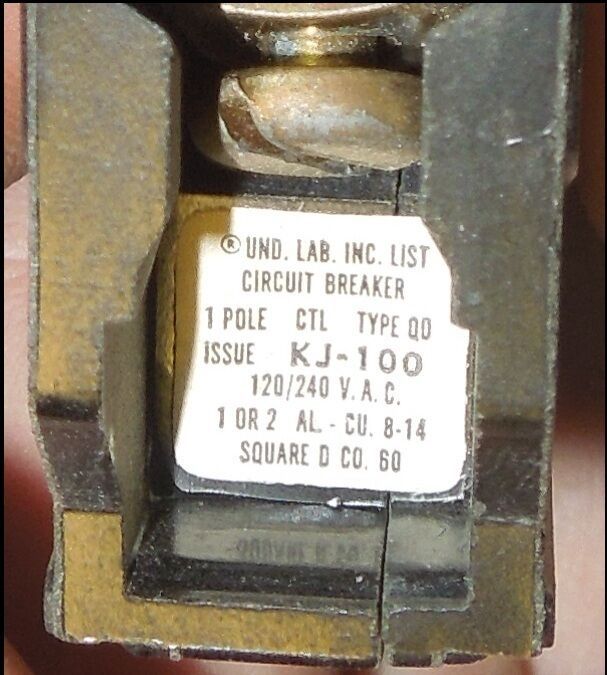 ® UND. LAB. INC. LIST
CIRCUIT BREAKER
1 POLE CTL TYPE QO
ISSUE KJ-100
120/240 V.A.C.
1 OR 2 AL.-CU. 8-14
SQUARE D CO. 60